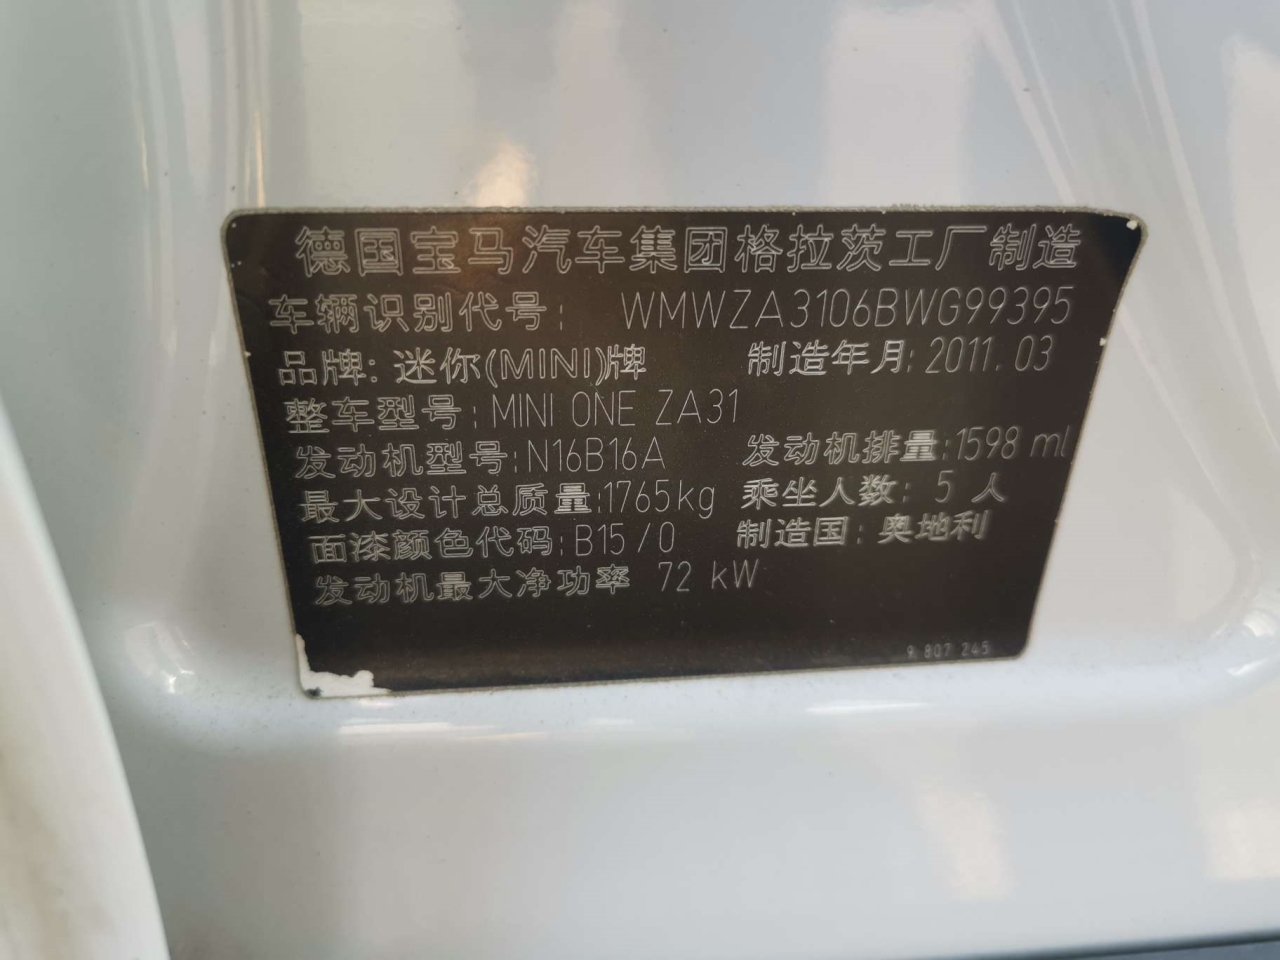 德国宝马汽车集团格拉茨工厂制造
车辆识别代号： WMWZA3106BWG99395
品牌：迷你(MINI)牌 制造年月：2011.03
整车型号：MINI ONE ZA31
发动机型号：N16B16A 发动机排量：1598 ml
最大设计总质量：1765kg 乘坐人数：5 人
面漆颜色代码：B15/0 制造国：奥地利
发动机最大净功率 72 kW
9 807 245